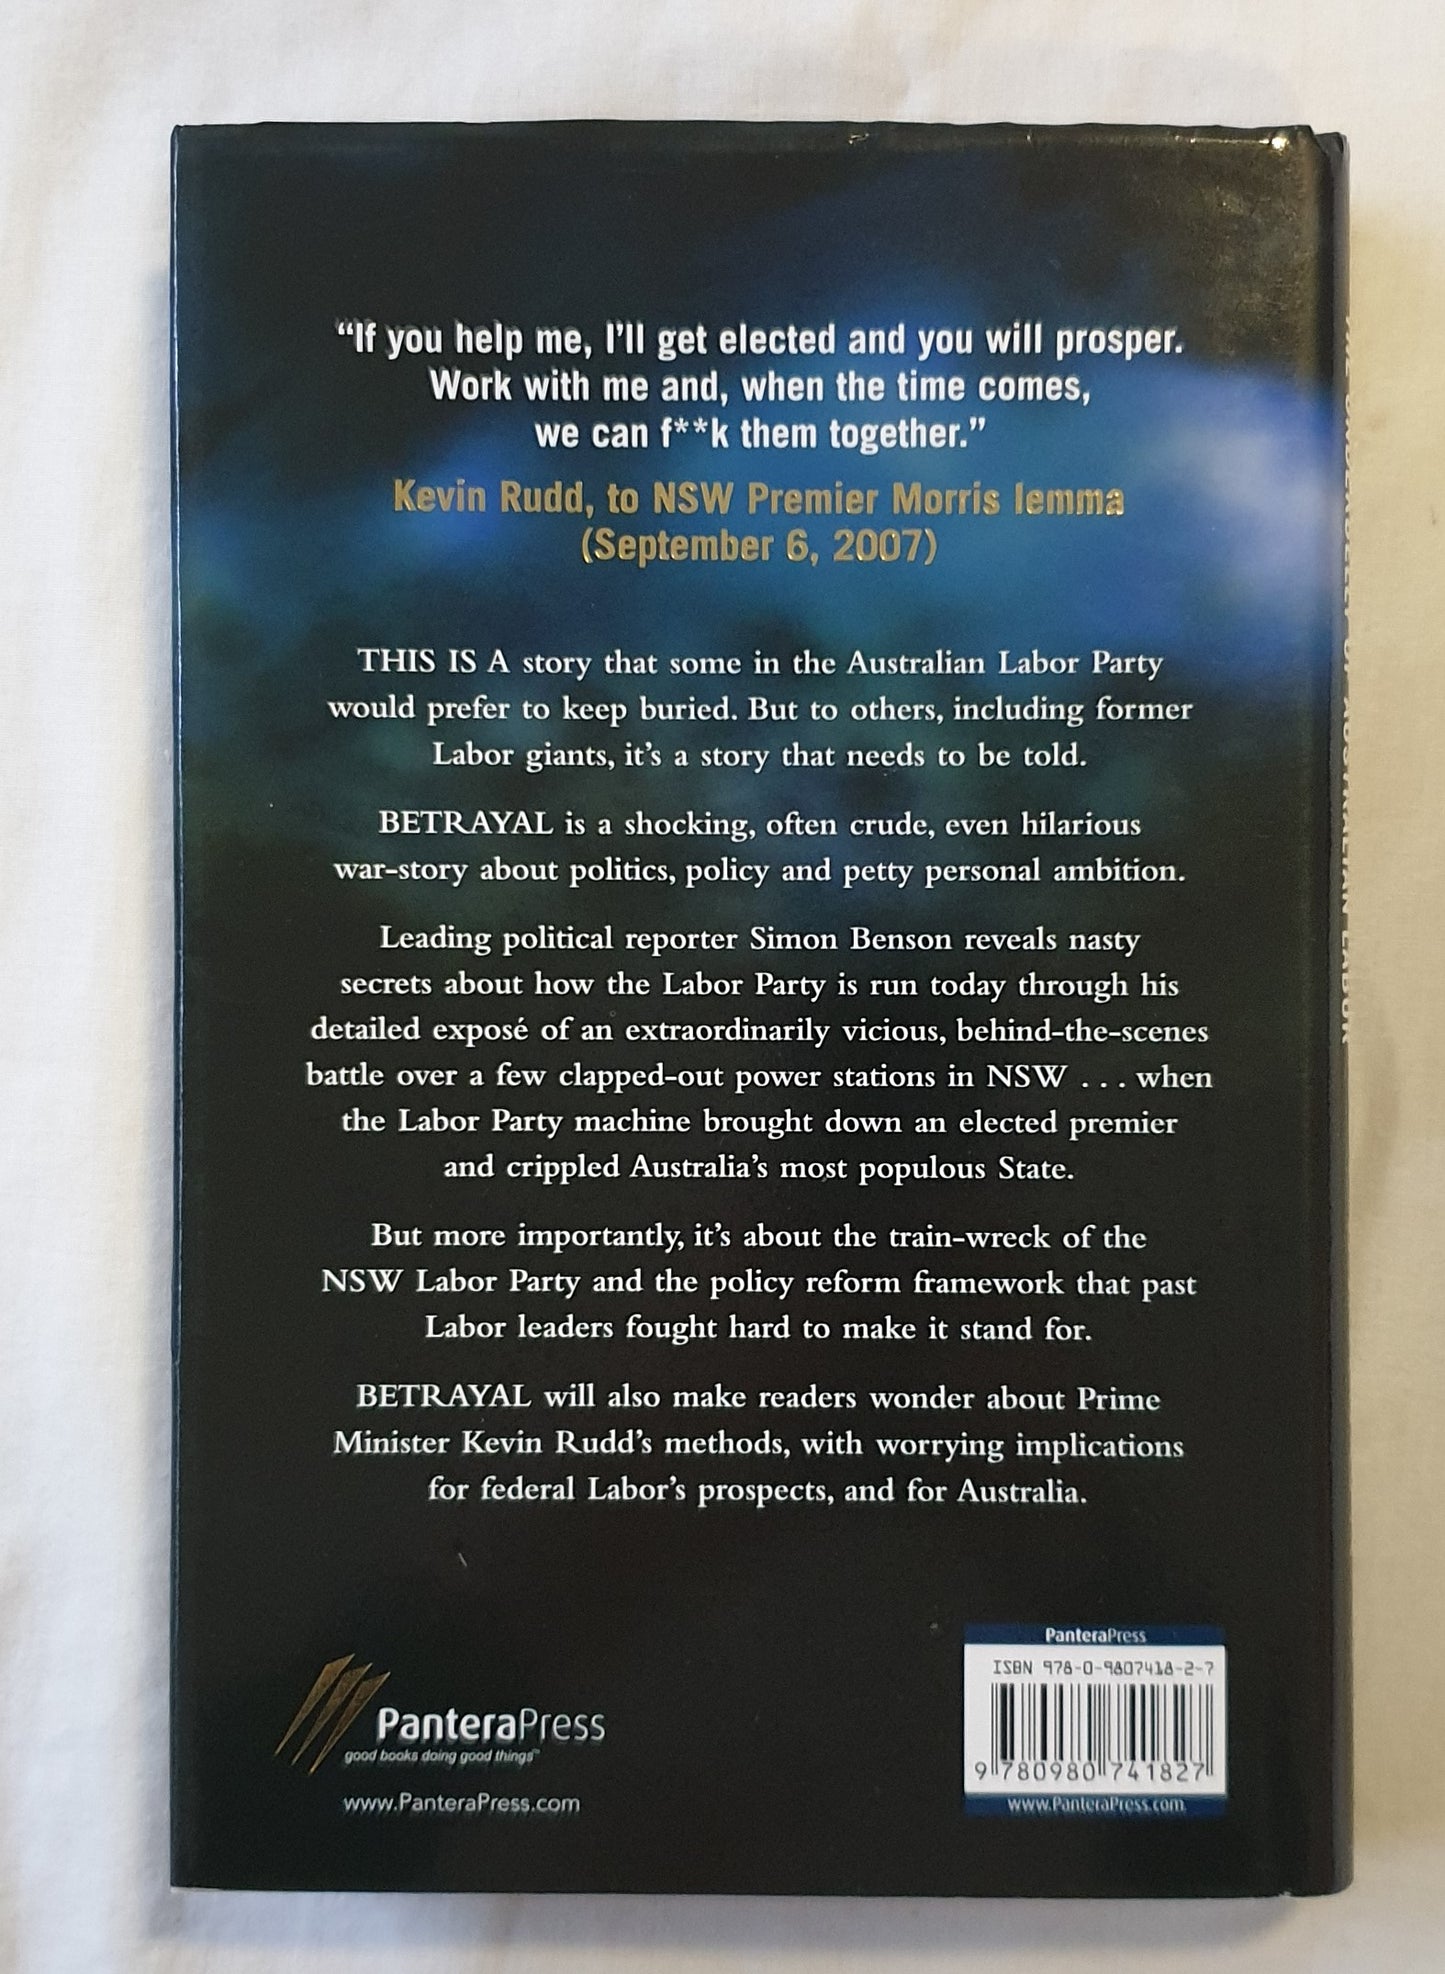 “If you help me, I’ll get elected and you will prosper.
Work with me and, when the time comes,
we can f**k them together.”
Kevin Rudd, to NSW Premier Morris Iemma
(September 6, 2007)
THIS IS A story that some in the Australian Labor Party
would prefer to keep buried. But to others, including former
Labor giants, it’s a story that needs to be told.
BETRAYAL is a shocking, often crude, even hilarious
war-story about politics, policy and petty personal ambition.
Leading political reporter Simon Benson reveals nasty
secrets about how the Labor Party is run today through his
detailed exposé of an extraordinarily vicious, behind-the-scenes
battle over a few clapped-out power stations in NSW . . . when
the Labor Party machine brought down an elected premier
and crippled Australia’s most populous State.
But more importantly, it’s about the train-wreck of the
NSW Labor Party and the policy reform framework that past
Labor leaders fought hard to make it stand for.
BETRAYAL will also make readers wonder about Prime
Minister Kevin Rudd’s methods, with worrying implications
for federal Labor’s prospects, and for Australia.
PanteraPress
good books doing good things™
www.PanteraPress.com
PanteraPress
ISBN 978-0-9807418-2-7
9 780980 741827
www.PanteraPress.com
THE UNDERBELLY OF AUSTRALIAN LABOR